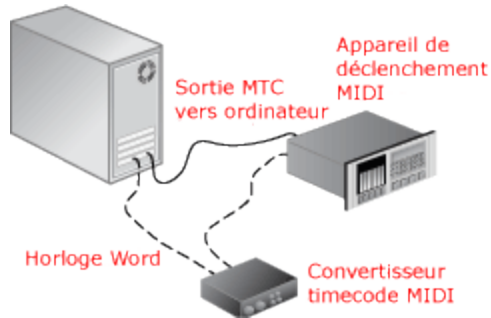 Appareil de
déclenchement
MIDI
Sortie MTC
vers ordinateur
Horloge Word
Convertisseur
timecode MIDI